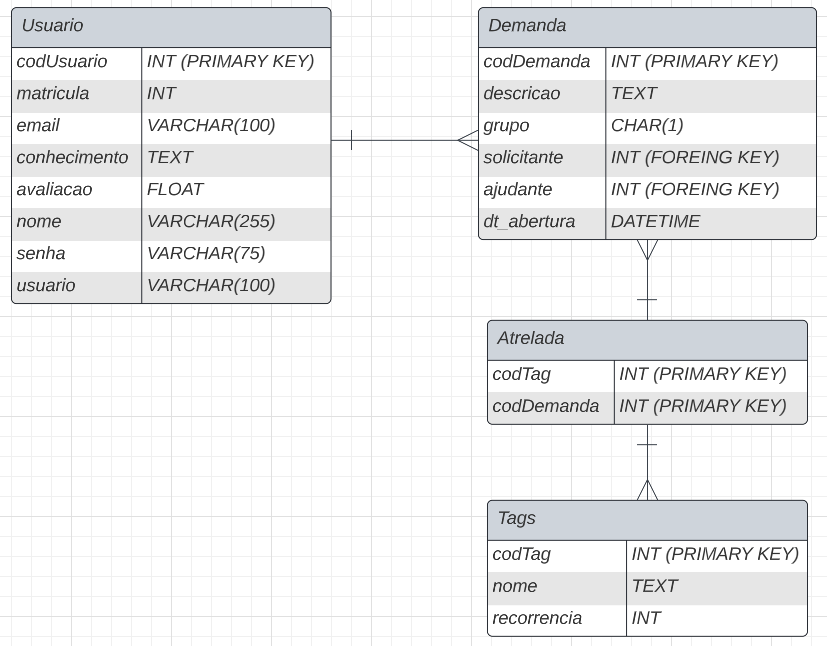 Usuario
codUsuario INT (PRIMARY KEY)
matricula INT
email VARCHAR(100)
conhecimento TEXT
avaliacao FLOAT
nome VARCHAR(255)
senha VARCHAR(75)
usuario VARCHAR(100)
Demanda
codDemanda INT (PRIMARY KEY)
descricao TEXT
grupo CHAR(1)
solicitante INT (FOREING KEY)
ajudante INT (FOREING KEY)
dt_abertura DATETIME
Atrelada
codTag INT (PRIMARY KEY)
codDemanda INT (PRIMARY KEY)
Tags
codTag INT (PRIMARY KEY)
nome TEXT
recorrencia INT